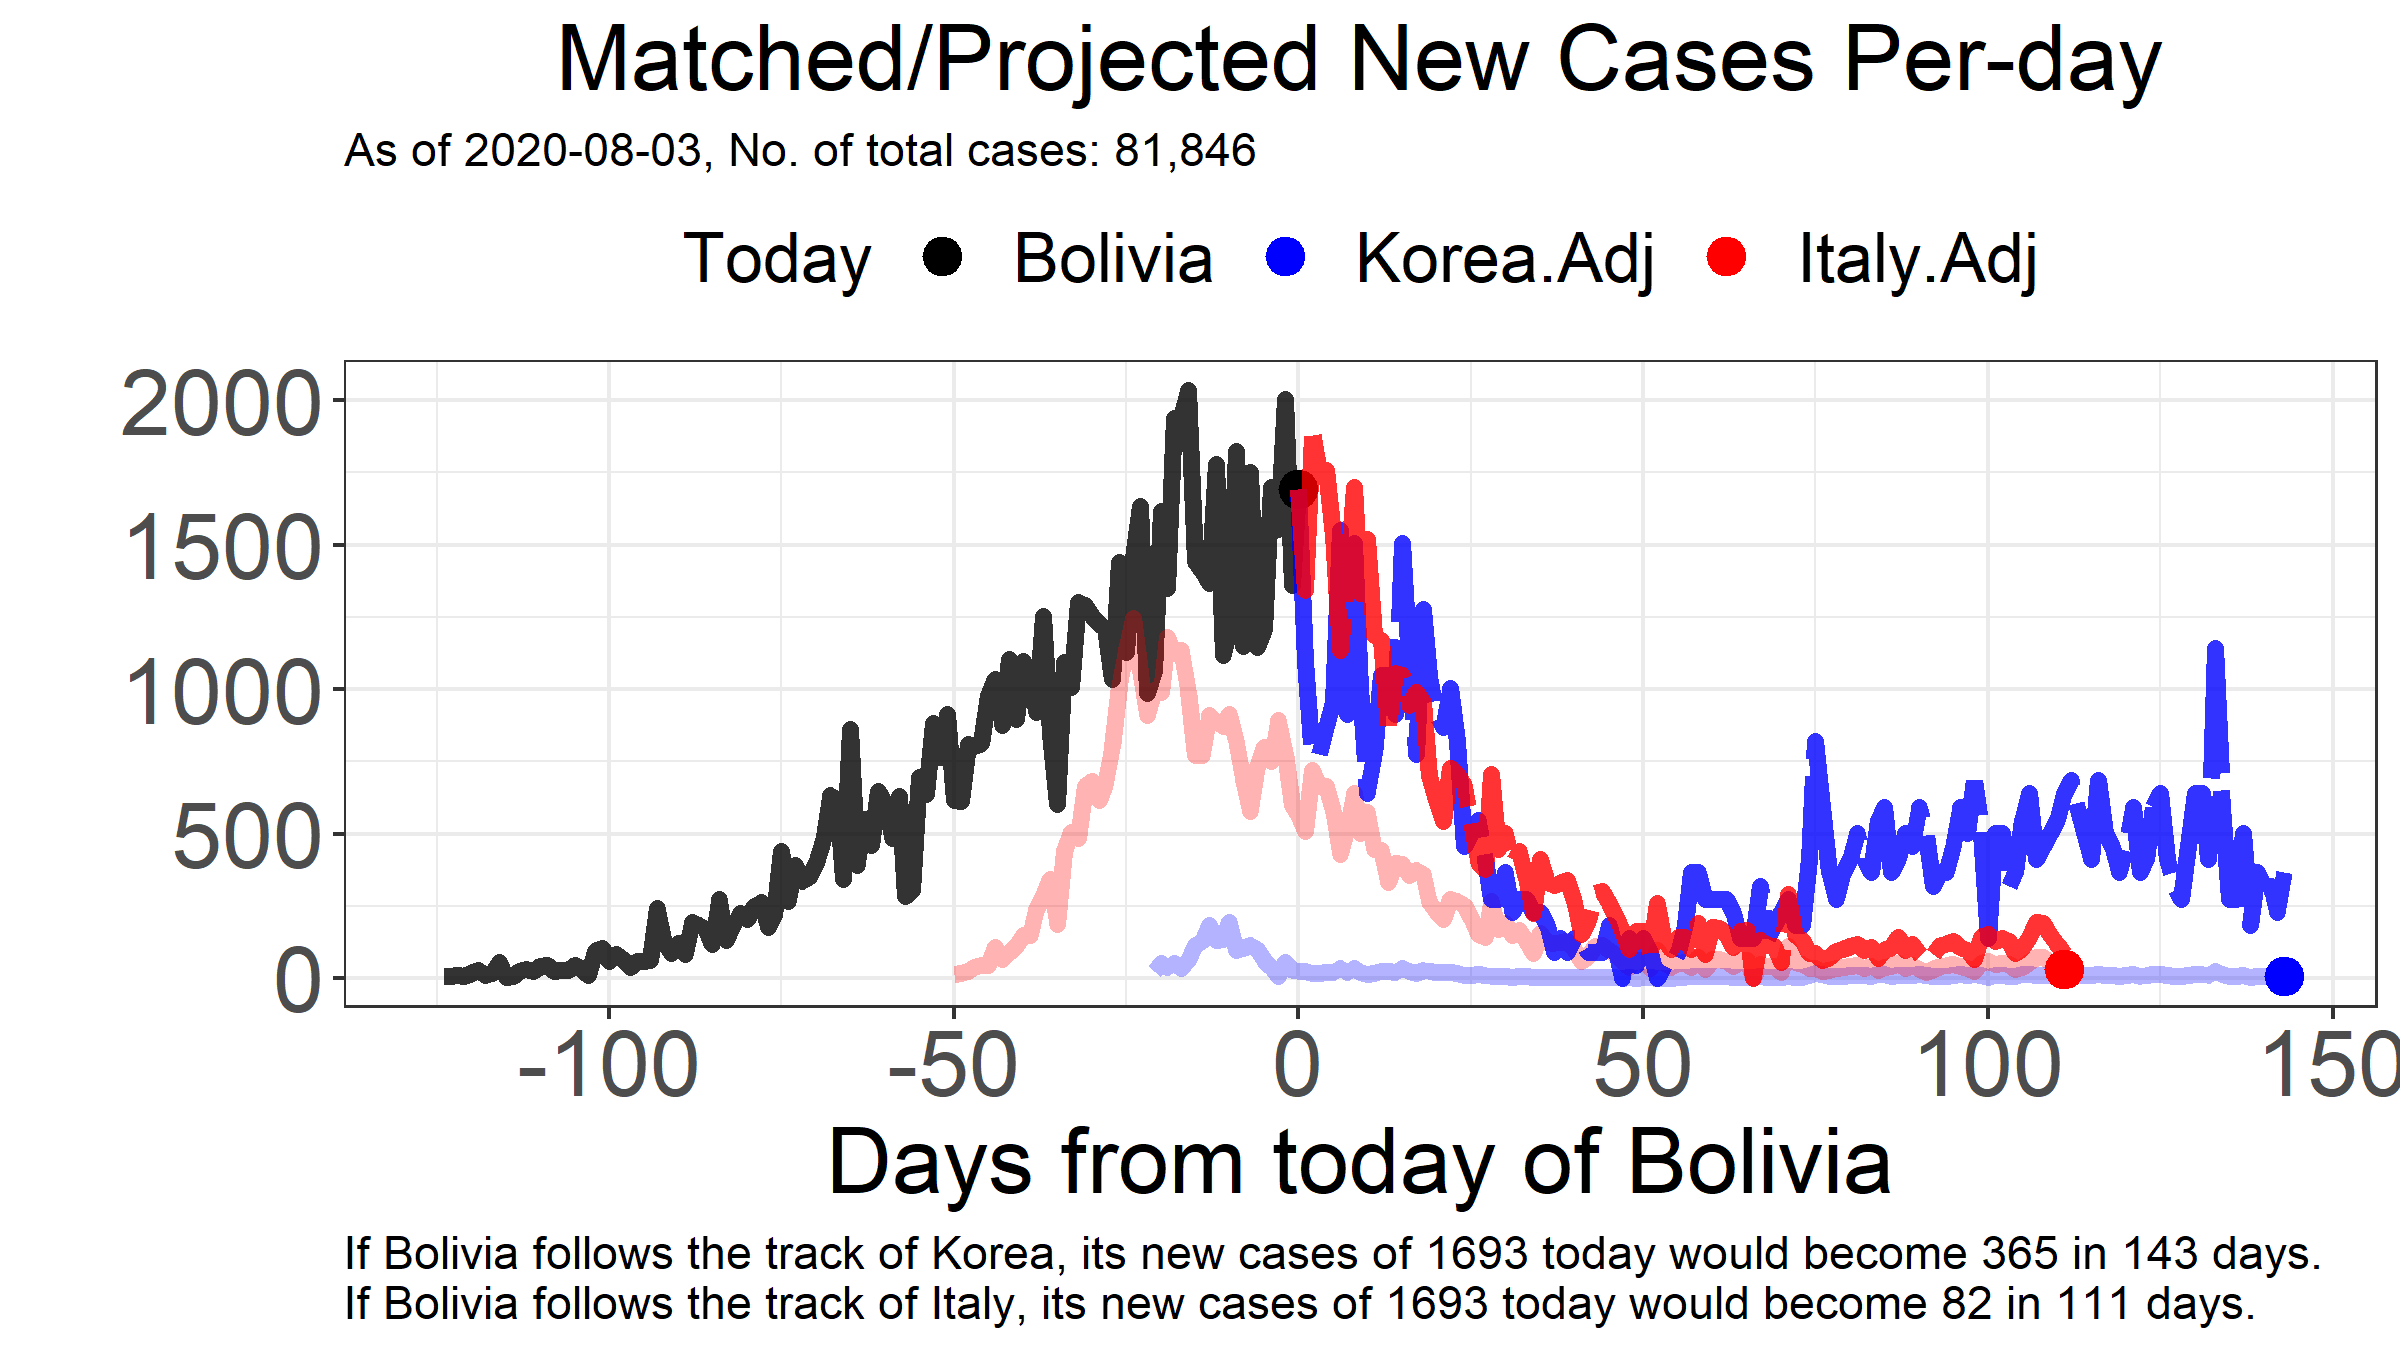 Matched/Projected New Cases Per-day
As of 2020-08-03, No. of total cases: 81,846
Today Bolivia Korea.Adj Italy.Adj
2000
1500
1000
500
0
-100 -50 0 50 100 150
Days from today of Bolivia
If Bolivia follows the track of Korea, its new cases of 1693 today would become 365 in 143 days.
If Bolivia follows the track of Italy, its new cases of 1693 today would become 82 in 111 days.